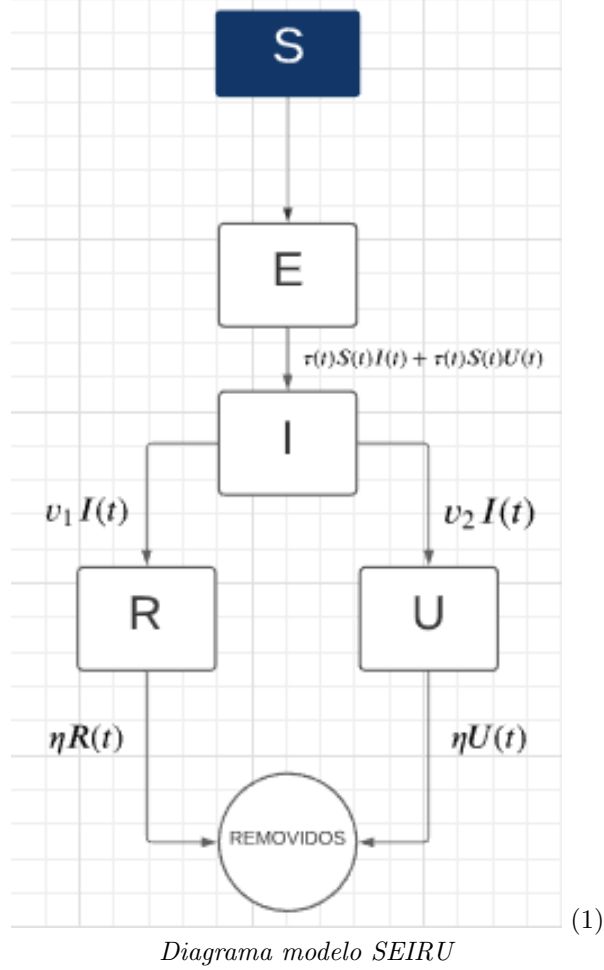 S
E
τ(t)S(t)I(t) + τ(t)S(t)U(t)
I
υ₁ I(t)
υ₂ I(t)
R
U
ηR(t)
ηU(t)
REMOVIDOS
(1)
Diagrama modelo SEIRU